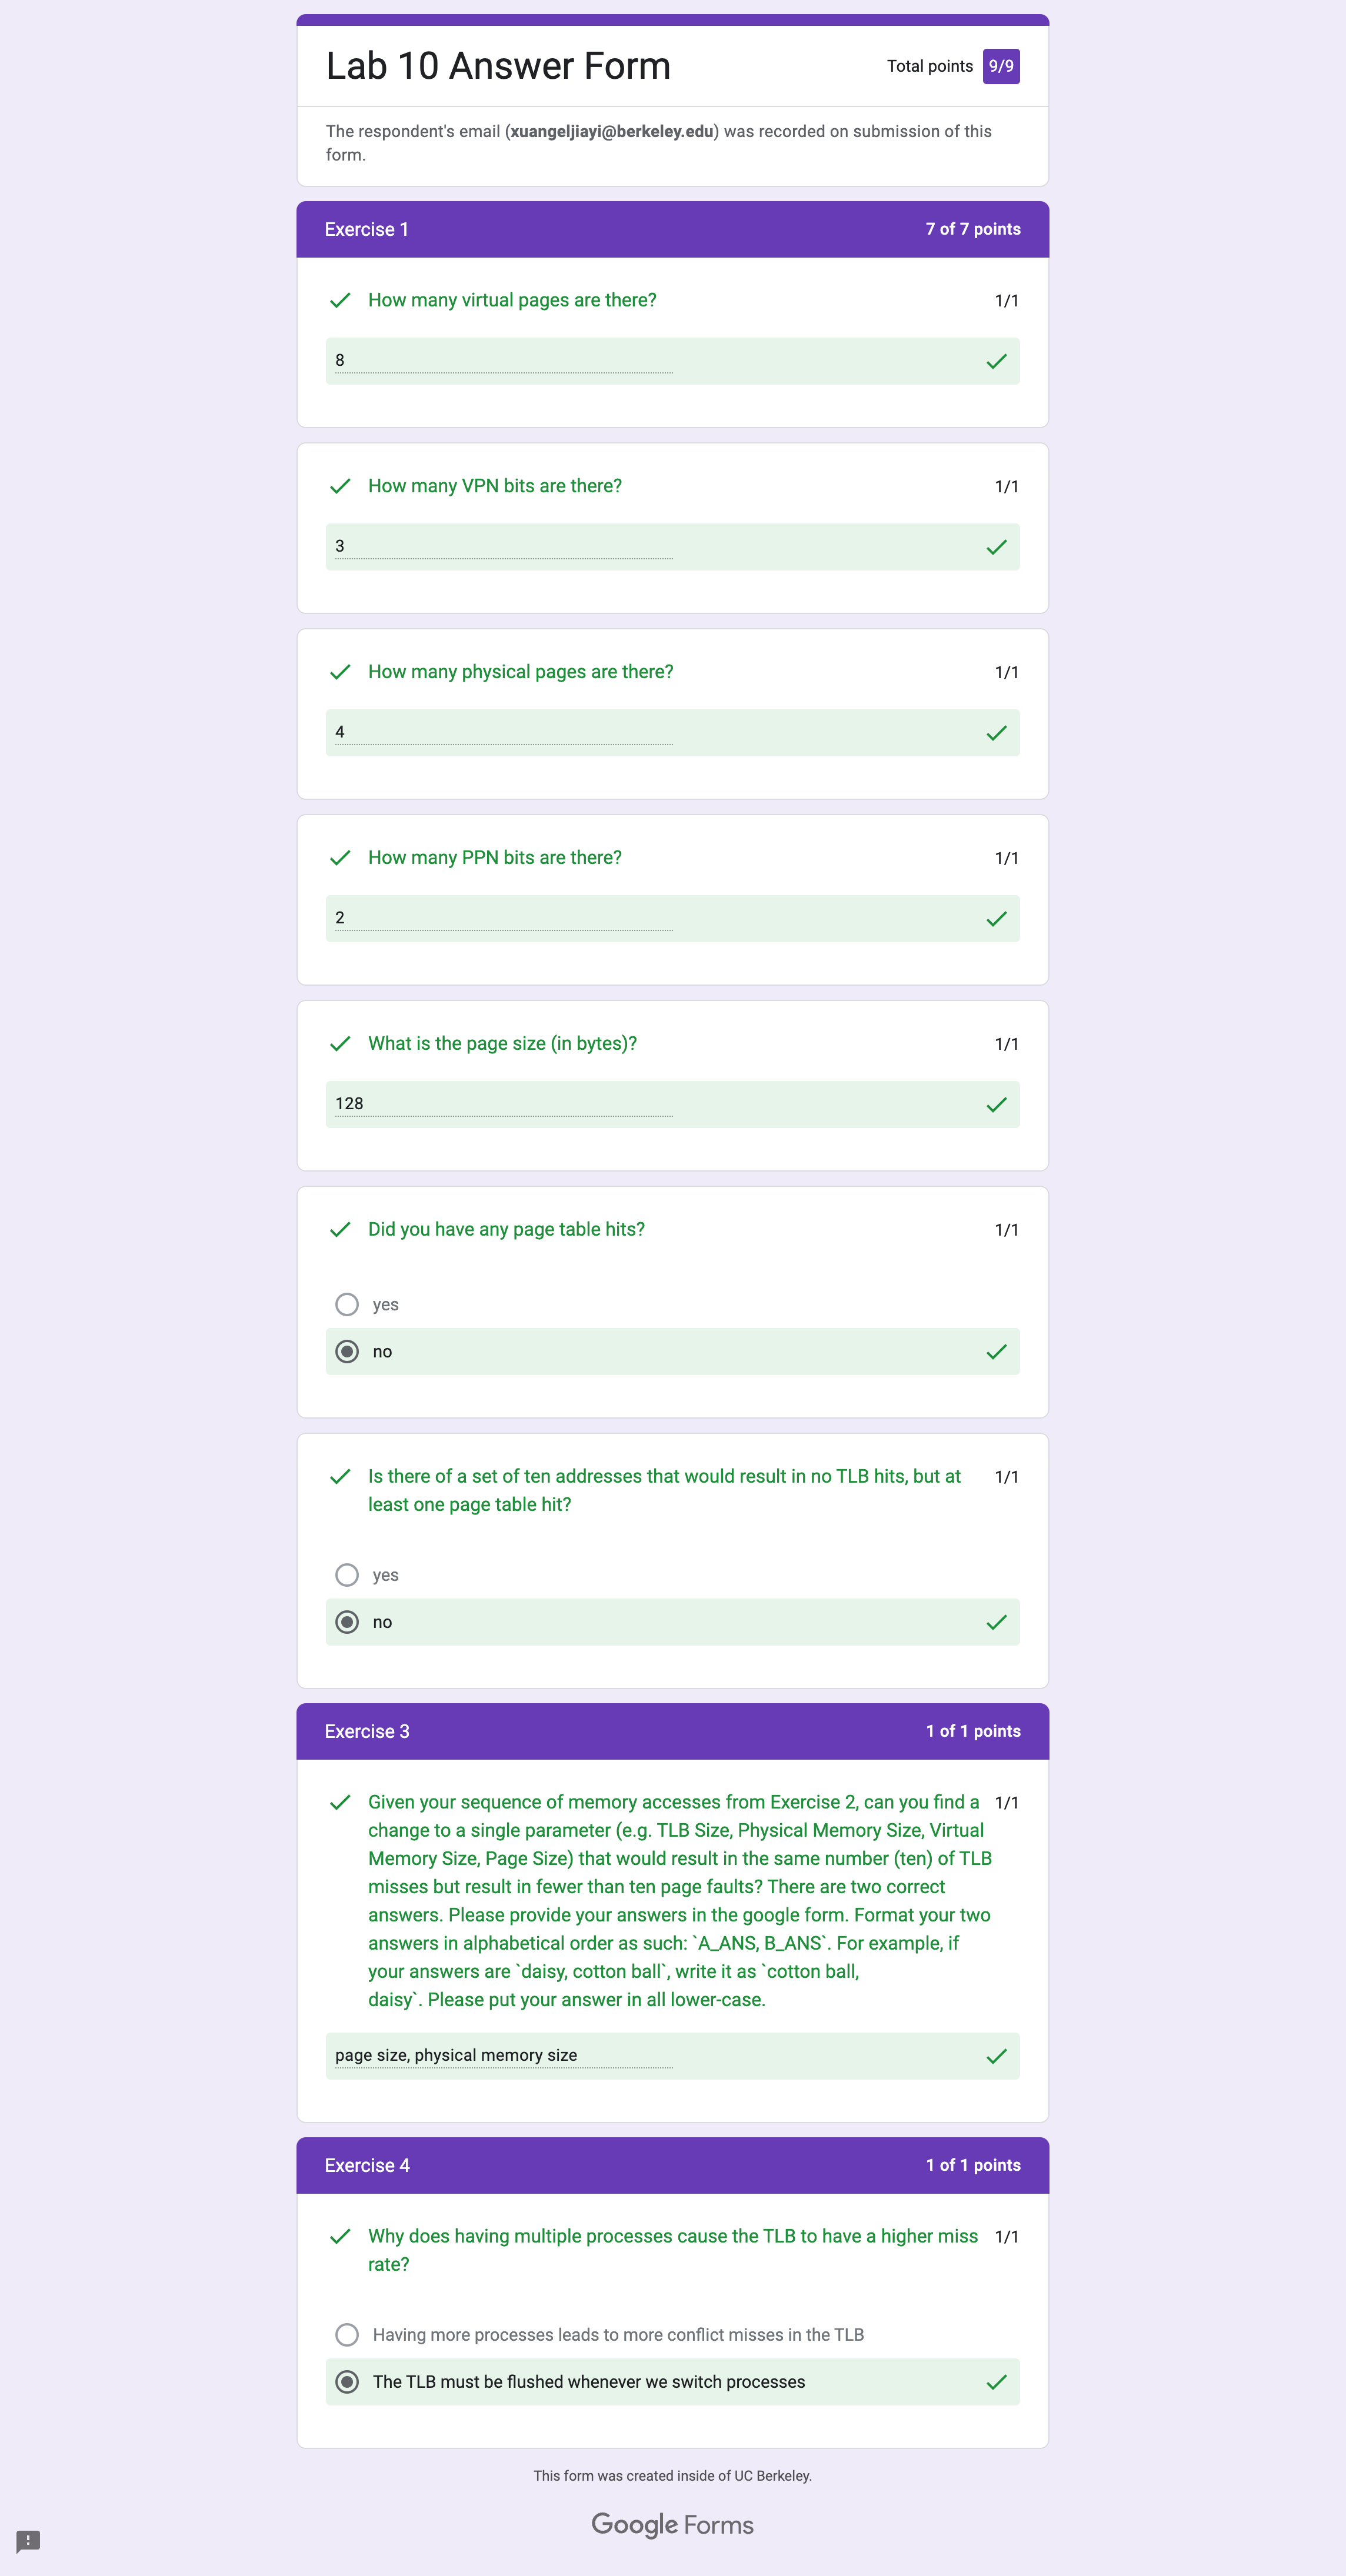 Lab 10 Answer Form
Total points 9/9
The respondent's email (xuangeljiayi@berkeley.edu) was recorded on submission of this
form.
Exercise 1
7 of 7 points
How many virtual pages are there?
1/1
8
How many VPN bits are there?
1/1
3
How many physical pages are there?
1/1
4
How many PPN bits are there?
1/1
2
What is the page size (in bytes)?
1/1
128
Did you have any page table hits?
1/1
yes
no
Is there of a set of ten addresses that would result in no TLB hits, but at
1/1
least one page table hit?
yes
no
Exercise 3
1 of 1 points
Given your sequence of memory accesses from Exercise 2, can you find a
1/1
change to a single parameter (e.g. TLB Size, Physical Memory Size, Virtual
Memory Size, Page Size) that would result in the same number (ten) of TLB
misses but result in fewer than ten page faults? There are two correct
answers. Please provide your answers in the google form. Format your two
answers in alphabetical order as such: `A_ANS, B_ANS`. For example, if
your answers are `daisy, cotton ball`, write it as `cotton ball,
daisy`. Please put your answer in all lower-case.
page size, physical memory size
Exercise 4
1 of 1 points
Why does having multiple processes cause the TLB to have a higher miss
1/1
rate?
Having more processes leads to more conflict misses in the TLB
The TLB must be flushed whenever we switch processes
This form was created inside of UC Berkeley.
Google Forms